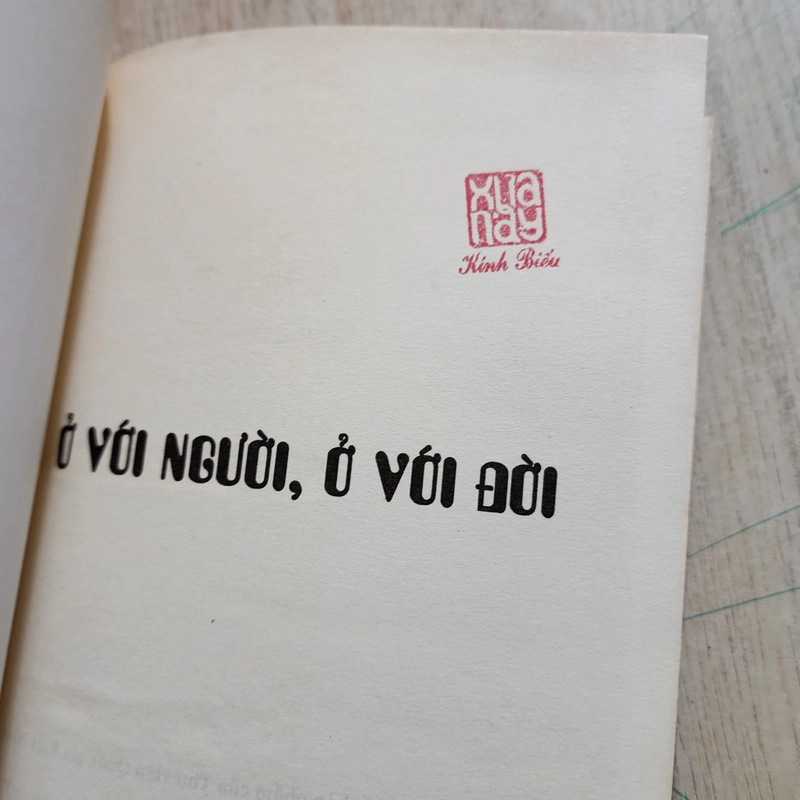 XƯA
NAY
Kính Biếu
Ở VỚI NGƯỜI, Ở VỚI ĐỜI